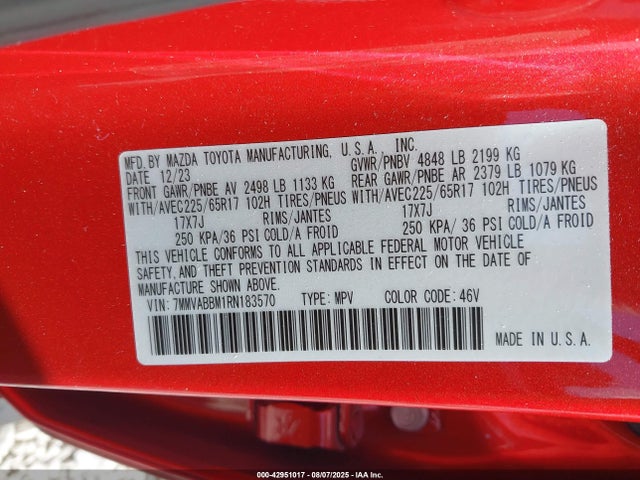 MFD. BY MAZDA TOYOTA MANUFACTURING, U.S.A., INC.
DATE 12/23 GVWR/PNBV 4848 LB 2199 KG
FRONT GAWR/PNBE AV 2498 LB 1133 KG REAR GAWR/PNBE AR 2379 LB 1079 KG
WITH/AVEC225/65R17 102H TIRES/PNEUS WITH/AVEC225/65R17 102H TIRES/PNEUS
17X7J RIMS/JANTES 17X7J RIMS/JANTES
250 KPA/36 PSI COLD/A FROID 250 KPA/ 36 PSI COLD/A FROID
THIS VEHICLE CONFORMS TO ALL APPLICABLE FEDERAL MOTOR VEHICLE
SAFETY, AND THEFT PREVENTION STANDARDS IN EFFECT ON THE DATE OF
MANUFACTURE SHOWN ABOVE.
VIN: 7MMVABBM1RN183570 TYPE: MPV COLOR CODE: 46V
MADE IN U.S.A.
000-42951017 - 08/07/2025 - IAA Inc.